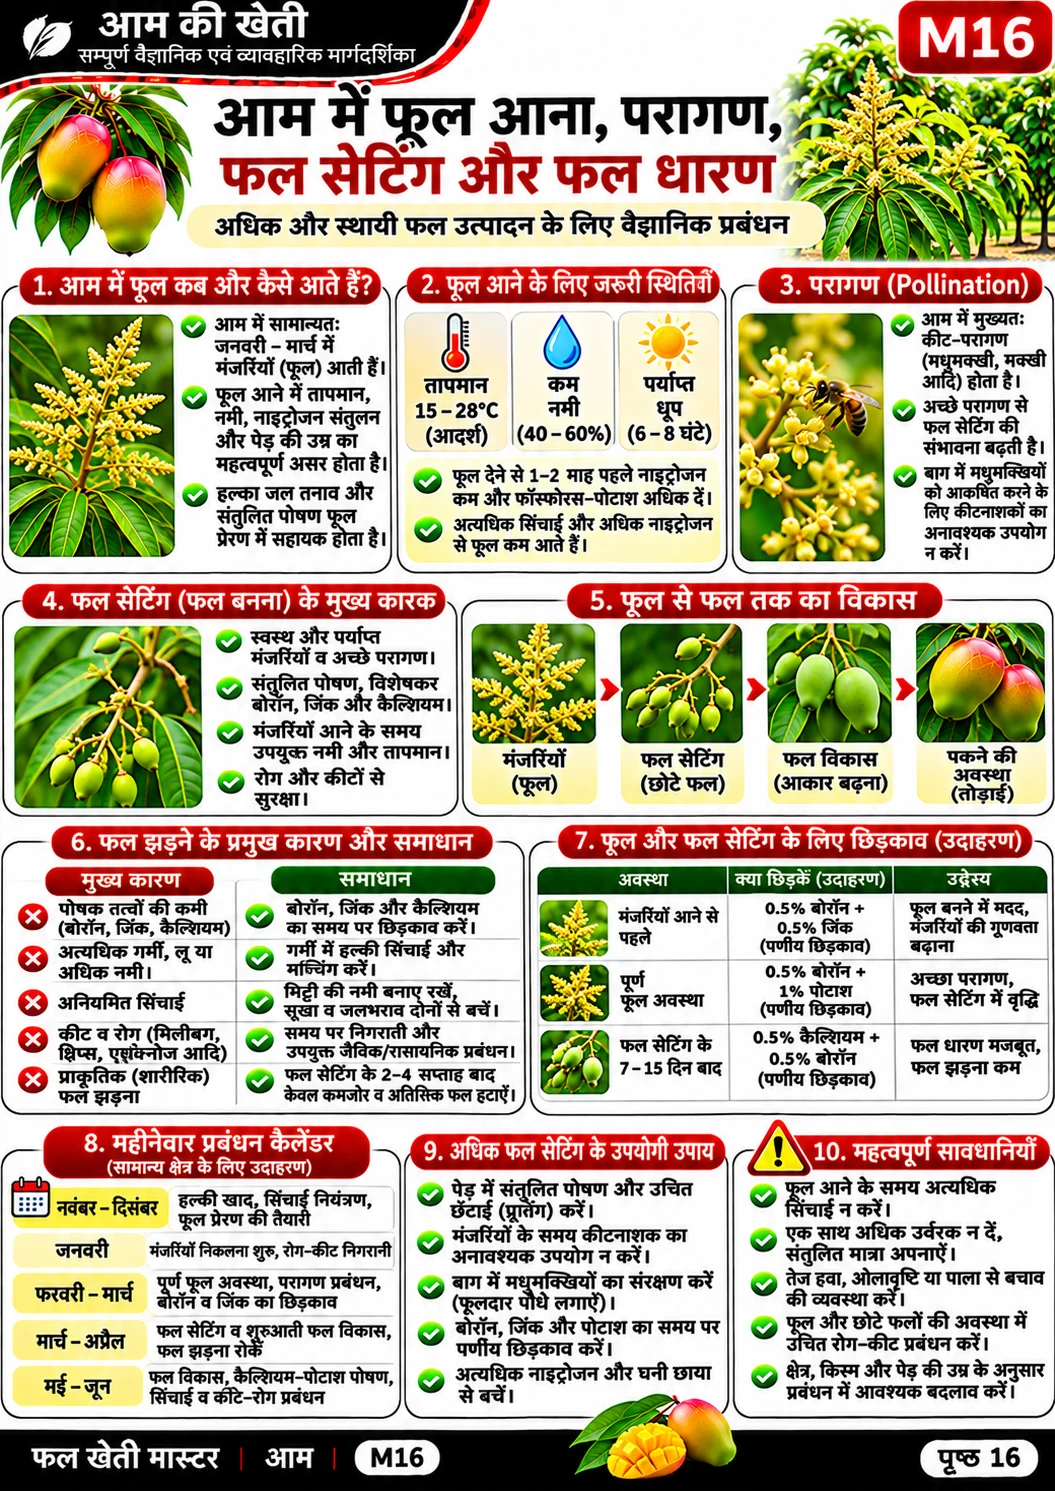 आम की खेती
सम्पूर्ण वैज्ञानिक एवं व्यावहारिक मार्गदर्शिका
M16
आम में फूल आना, परागण,
फल सेटिंग और फल धारण
अधिक और स्थायी फल उत्पादन के लिए वैज्ञानिक प्रबंधन
1. आम में फूल कब और कैसे आते हैं?
आम में सामान्यतः
जनवरी – मार्च में
मंजरियों (फूल) आती हैं।
फूल आने में तापमान,
नमी, नाइट्रोजन संतुलन
और पेड़ की उम्र का
महत्वपूर्ण असर होता है।
हल्का जल तनाव और
संतुलित पोषण फूल
प्रेरण में सहायक होता है।
2. फूल आने के लिए जरूरी
तापमान
15 – 28°C
(आदर्श)
कम
नमी
(40 – 60%)
पर्याप्त
धूप
(6 – 8 घंटे)
फूल देने से 1–2 माह पहले नाइट्रोजन
कम और फॉस्फोरस–पोटाश अधिक दें।
अत्यधिक सिंचाई और अधिक नाइट्रोजन
से फूल कम आते हैं।
3. परागण (Pollination)
आम में मुख्यतः
कीट–परागण
(मधुमक्खी, मक्खी
आदि) होता है।
अच्छे परागण से
फल सेटिंग की
संभावना बढ़ती है।
बाग में मधुमक्खियों
को आकषित करने के
लिए कीटनाशकों का
अनावश्यक उपयोग
न करें।
4. फल सेटिंग (फल बनना) के मुख्य कारक
स्वस्थ और पर्याप्त
मंजरियों व अच्छे परागण।
संतुलित पोषण, विशेषकर
बोरॉन, जिंक और कैल्शियम।
मंजरियों आने के समय
उपयुक्त नमी और तापमान।
रोग और कीटों से
सुरक्षा।
5. फूल से फल तक का विकास
मंजरियों
(फूल)
फल सेटिंग
(छोटे फल)
फल विकास
(आकार बढ़ना)
पकने की
अवस्था
(तोड़ाई)
6. फल झड़ने के प्रमुख कारण और समाधान
मुख्य कारण
समाधान
पोषक तत्वों की कमी
(बोरॉन, जिंक, कैल्शियम)
बोरॉन, जिंक और कैल्शियम
का समय पर छिड़काव करें।
अत्यधिक गर्मी, लू या
अधिक नमी।
गर्मी में हल्की सिंचाई और
मल्चिंग करें।
अनियमित सिंचाई
मिट्टी की नमी बनाए रखें,
सूखा व जलभराव दोनों से बचें।
कीट व रोग (मिलीबग,
आदि)
समय पर निगराती और
उपयुक्त जैविक/रासायनिक प्रबंधन।
प्राकृतिक (शारीरिक)
फल झड़ना
फल सेटिंग के 2–4 सप्ताह बाद
केवल कमजोर व अतिसिक फल हटाएँ।
7. फूल और फल सेटिंग के लिए छिड़काव (उदाहरण)
अवस्था
क्या छिड़कें (उदाहरण)
उद्देस्य
मंजरियों आने से
पहले
0.5% बोरॉन +
0.5% जिंक
(पणीय छिड़काव)
फूल बनने में मदद,
मंजरियों की गूणवता
बढ़ाना
पूर्ण
फूल अवस्था
0.5% बोरॉन +
1% पोटाश
(पणीय छिड़काव)
अच्छा परागण,
फल सेटिंग में वृद्धि
फल सेटिंग के
7 – 15 दिन बाद
0.5% कैल्शियम +
0.5% बोरॉन
(पणीय छिड़काव)
फल धारण मजबूत,
फल झड़ना कम
8. महीनेवार प्रबंधन कैलेंडर
(सामान्य क्षेत्र के लिए उदाहरण)
नवंबर – दिसंबर
हल्की खाद, सिंचाई नियंत्रण,
फूल प्रेरण की तैयारी
जनवरी
मंजरियों निकलना शुरु, रोग–कीट निगरानी
फरवरी – मार्च
पूर्ण फूल अवस्था, परागण प्रबंधन,
बोरॉन व जिंक का छिड़काव
मार्च – अप्रैल
फल सेटिंग व शुरुआती फल विकास,
फल झड़ना रोकें
मई – जून
फल विकास, कैल्शियम–पोटाश पोषण,
सिंचाई व कीट–रोग प्रबंधन
9. अधिक फल सेटिंग के उपयोगी उपाय
पेड़ में संतुलित पोषण और उचित
छंटाई करें।
मंजरियों के समय कीटनाशक का
अनावश्यक उपयोग न करें।
बाग में मधुमक्खियों का संरक्षण करें
(फूलदार पौधे लगाएँ)।
बोरॉन, जिंक और पोटाश का समय पर
पर्णीय छिड़काव करें।
अत्यधिक नाइट्रोजन और घनी छाया
से बचें।
10. महत्वपूर्ण सावधानियाँ
फूल आने के समय अत्यधिक
सिंचाई न करें।
एक साथ अधिक उर्वरक न दें,
संतुलित मात्रा अपनाएँ।
तेज हवा, ओलावृष्टि या पाला से बचाव
की व्यवस्था करें।
फूल और छोटे फलों की अवस्था में
उचित रोग–कीट प्रबंधन करें।
क्षेत्र, किस्म और पेड़ की उम्र के अनुसार
प्रबंधन में आवश्यक बदलाव करें।
फल खेती मास्टर | आम | M16
पृष्ठ 16